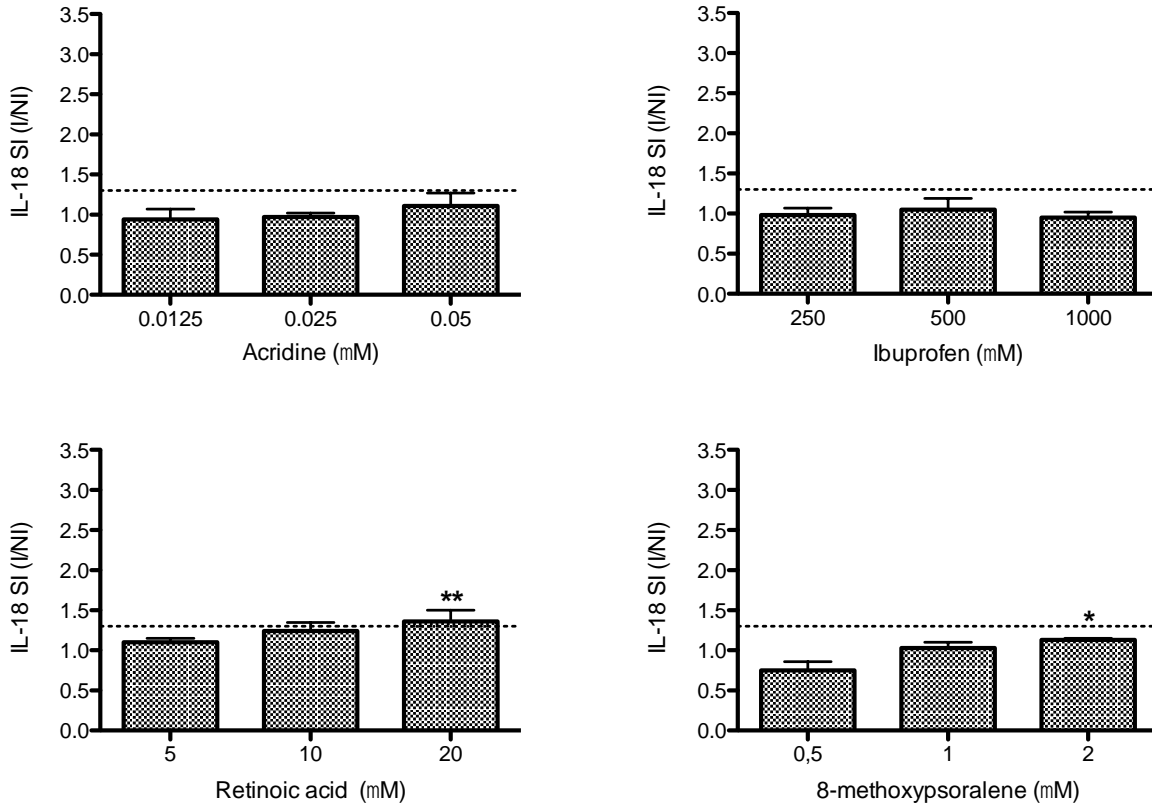 3.5
3.0
2.5
2.0
1.5
1.0
0.5
0.0
IL-18 SI (I/NI)
0.0125 0.025 0.05
Acridine (mM)
3.5
3.0
2.5
2.0
1.5
1.0
0.5
0.0
IL-18 SI (I/NI)
250 500 1000
Ibuprofen (mM)
3.5
3.0
2.5
2.0
1.5
1.0
0.5
0.0
IL-18 SI (I/NI)
**
5 10 20
Retinoic acid (mM)
3.5
3.0
2.5
2.0
1.5
1.0
0.5
0.0
IL-18 SI (I/NI)
*
0,5 1 2
8-methoxypsoralene (mM)